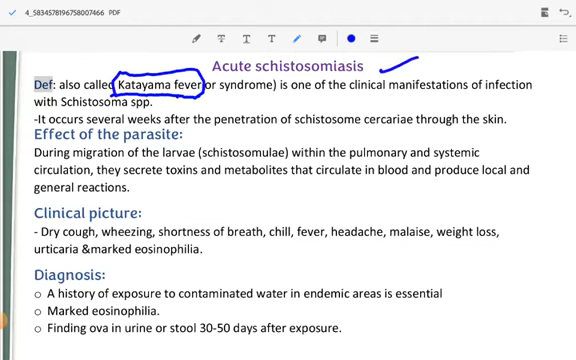 4_5834578196758007466 PDF
Acute schistosomiasis
Def: also called Katayama fever or syndrome) is one of the clinical manifestations of infection
with Schistosoma spp.
-It occurs several weeks after the penetration of schistosome cercariae through the skin.
Effect of the parasite:
During migration of the larvae (schistosomulae) within the pulmonary and systemic
circulation, they secrete toxins and metabolites that circulate in blood and produce local and
general reactions.
Clinical picture:
- Dry cough, wheezing, shortness of breath, chill, fever, headache, malaise, weight loss,
urticaria &marked eosinophilia.
Diagnosis:
o A history of exposure to contaminated water in endemic areas is essential
o Marked eosinophilia.
o Finding ova in urine or stool 30-50 days after exposure.